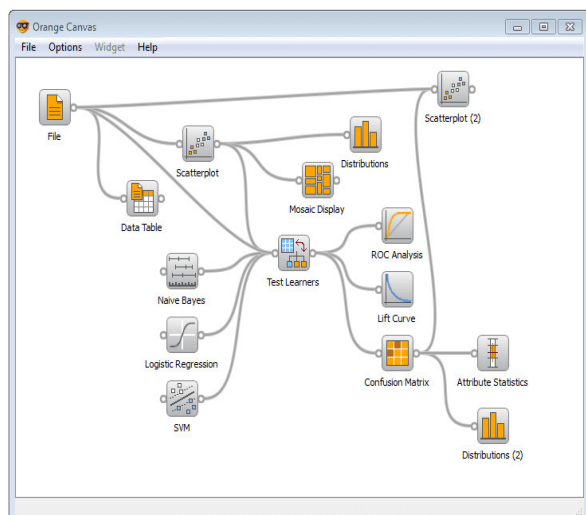 Orange Canvas
File Options Widget Help
File
Scatterplot (2)
Scatterplot
Distributions
Data Table
Mosaic Display
Test Learners
ROC Analysis
Naive Bayes
Lift Curve
Logistic Regression
Confusion Matrix
Attribute Statistics
SVM
Distributions (2)